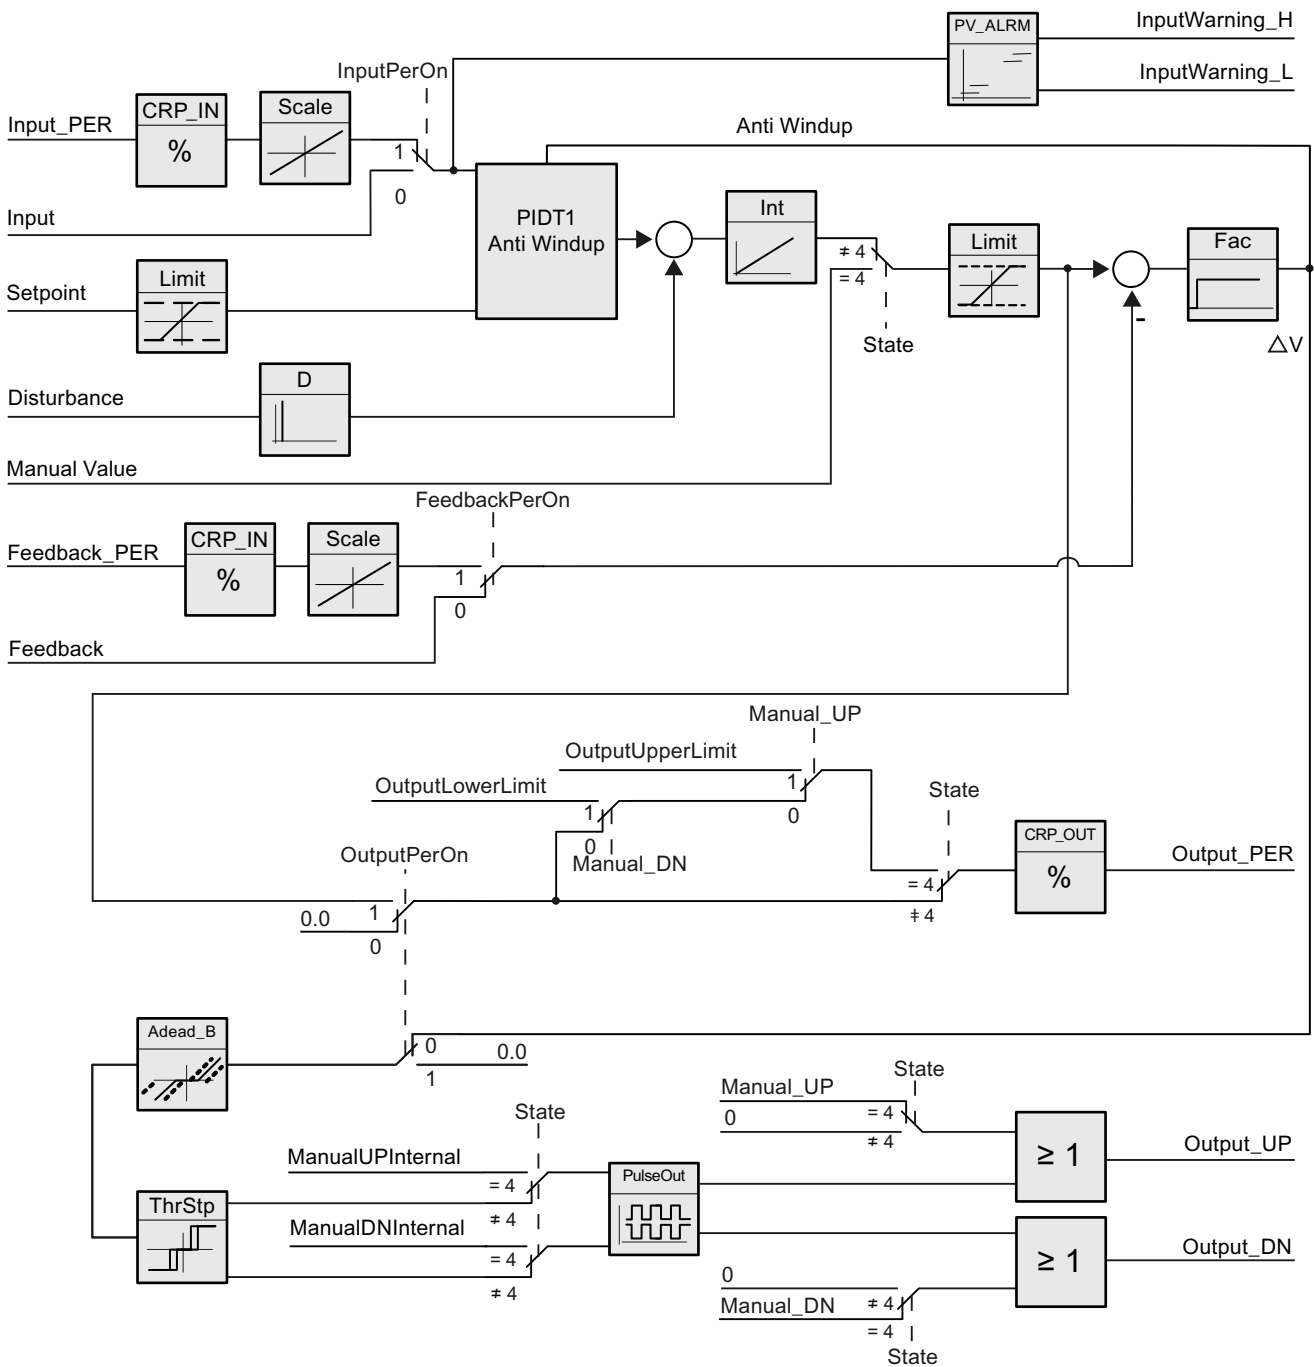 PV_ALRM
InputWarning_H
InputWarning_L
InputPerOn
Input_PER
CRP_IN
%
Scale
1
0
Anti Windup
Input
PIDT1
Anti Windup
Int
≠ 4
= 4
State
Limit
Fac
-
△V
Setpoint
Limit
Disturbance
D
Manual Value
FeedbackPerOn
Feedback_PER
CRP_IN
%
Scale
1
0
Feedback
Manual_UP
OutputUpperLimit
1
0
OutputLowerLimit
1
0
Manual_DN
State
= 4
≠ 4
CRP_OUT
%
Output_PER
OutputPerOn
0.0
1
0
Adead_B
0
0.0
1
State
Manual_UP
= 4
0
≠ 4
State
ManualUPInternal
= 4
≠ 4
PulseOut
≥ 1
Output_UP
ThrStp
ManualDNInternal
= 4
≠ 4
≥ 1
Output_DN
0
≠ 4
Manual_DN
= 4
State